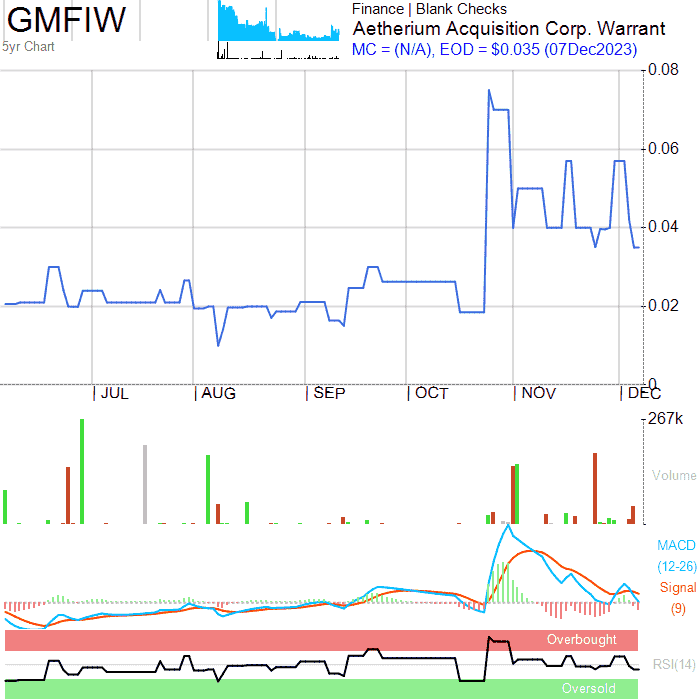 GMFIW
5yr Chart
Finance | Blank Checks
Aetherium Acquisition Corp. Warrant
MC = (N/A), EOD = $0.035 (07Dec2023)
0.08
0.06
0.04
0.02
0
JUL AUG SEP OCT NOV DEC
267k
Volume
MACD
(12-26)
Signal
(9)
Overbought
RSI(14)
Oversold